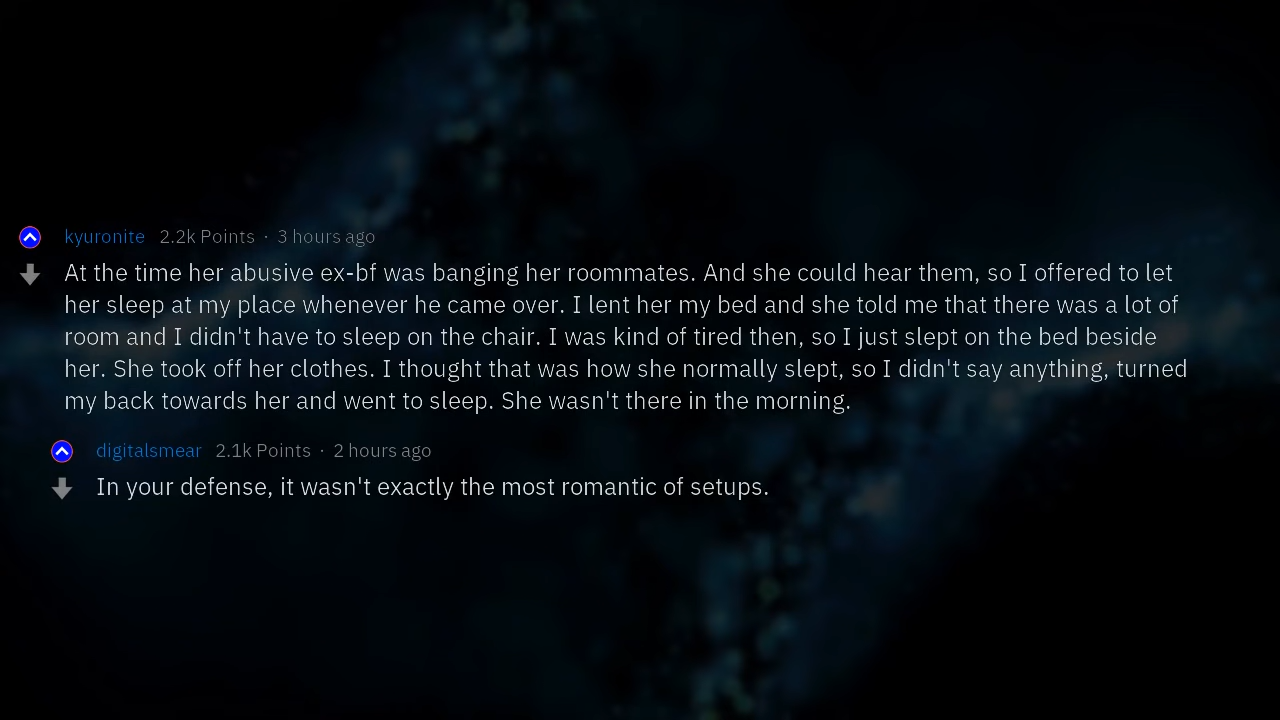 kyuronite 2.2k Points · 3 hours ago
At the time her abusive ex-bf was banging her roommates. And she could hear them, so I offered to let
her sleep at my place whenever he came over. I lent her my bed and she told me that there was a lot of
room and I didn't have to sleep on the chair. I was kind of tired then, so I just slept on the bed beside
her. She took off her clothes. I thought that was how she normally slept, so I didn't say anything, turned
my back towards her and went to sleep. She wasn't there in the morning.
digitalsmear 2.1k Points · 2 hours ago
In your defense, it wasn't exactly the most romantic of setups.